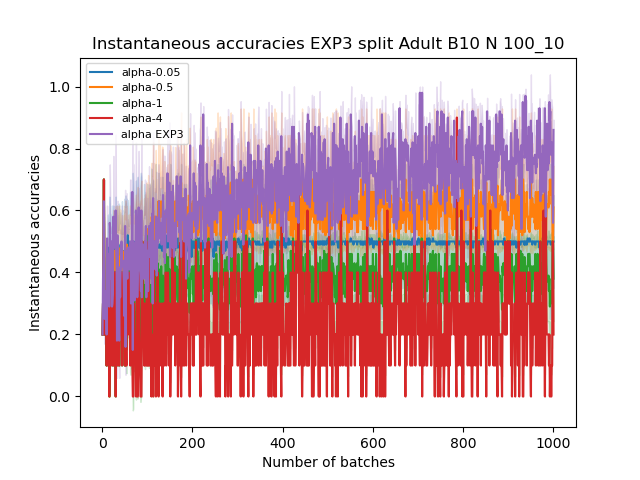 Instantaneous accuracies EXP3 split Adult B10 N 100_10
alpha-0.05
alpha-0.5
alpha-1
alpha-4
alpha EXP3
1.0
0.8
0.6
0.4
0.2
0.0
Instantaneous accuracies
0 200 400 600 800 1000
Number of batches